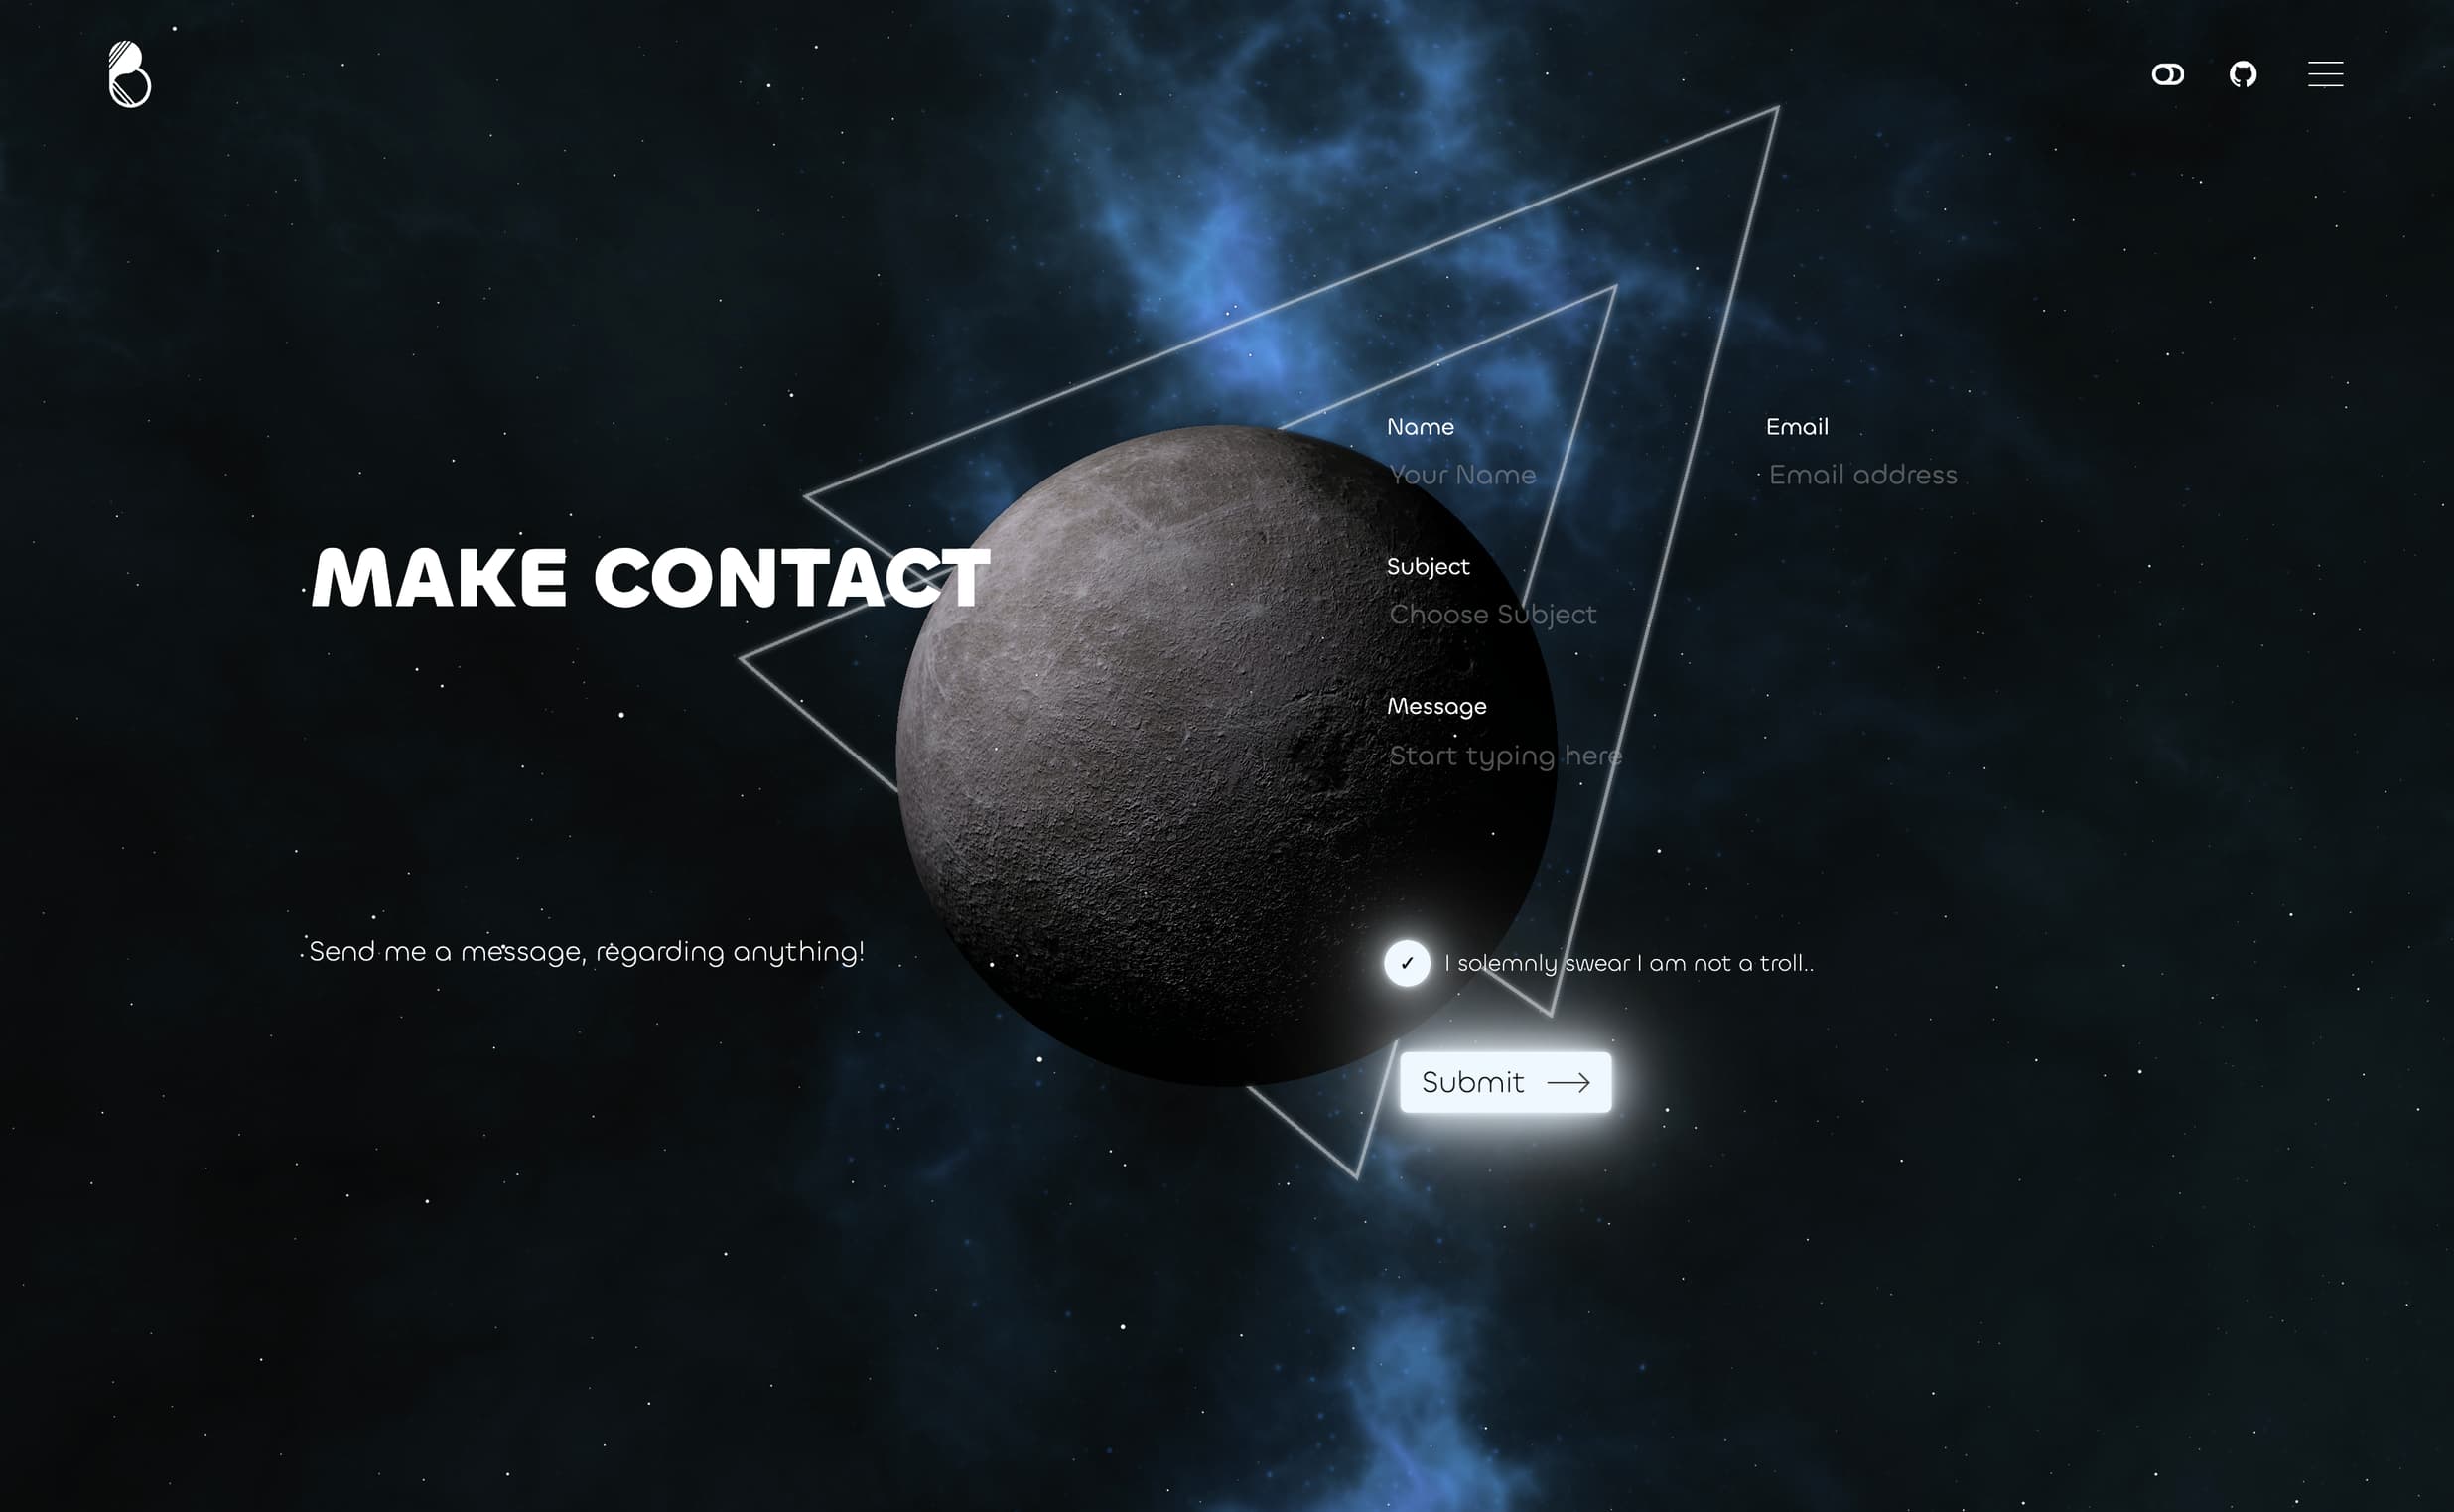 MAKE CONTACT
Send me a message, regarding anything!
Name
Your Name
Email
Email address
Subject
Choose Subject
Message
Start typing here
✓ I solemnly swear I am not a troll..
Submit →